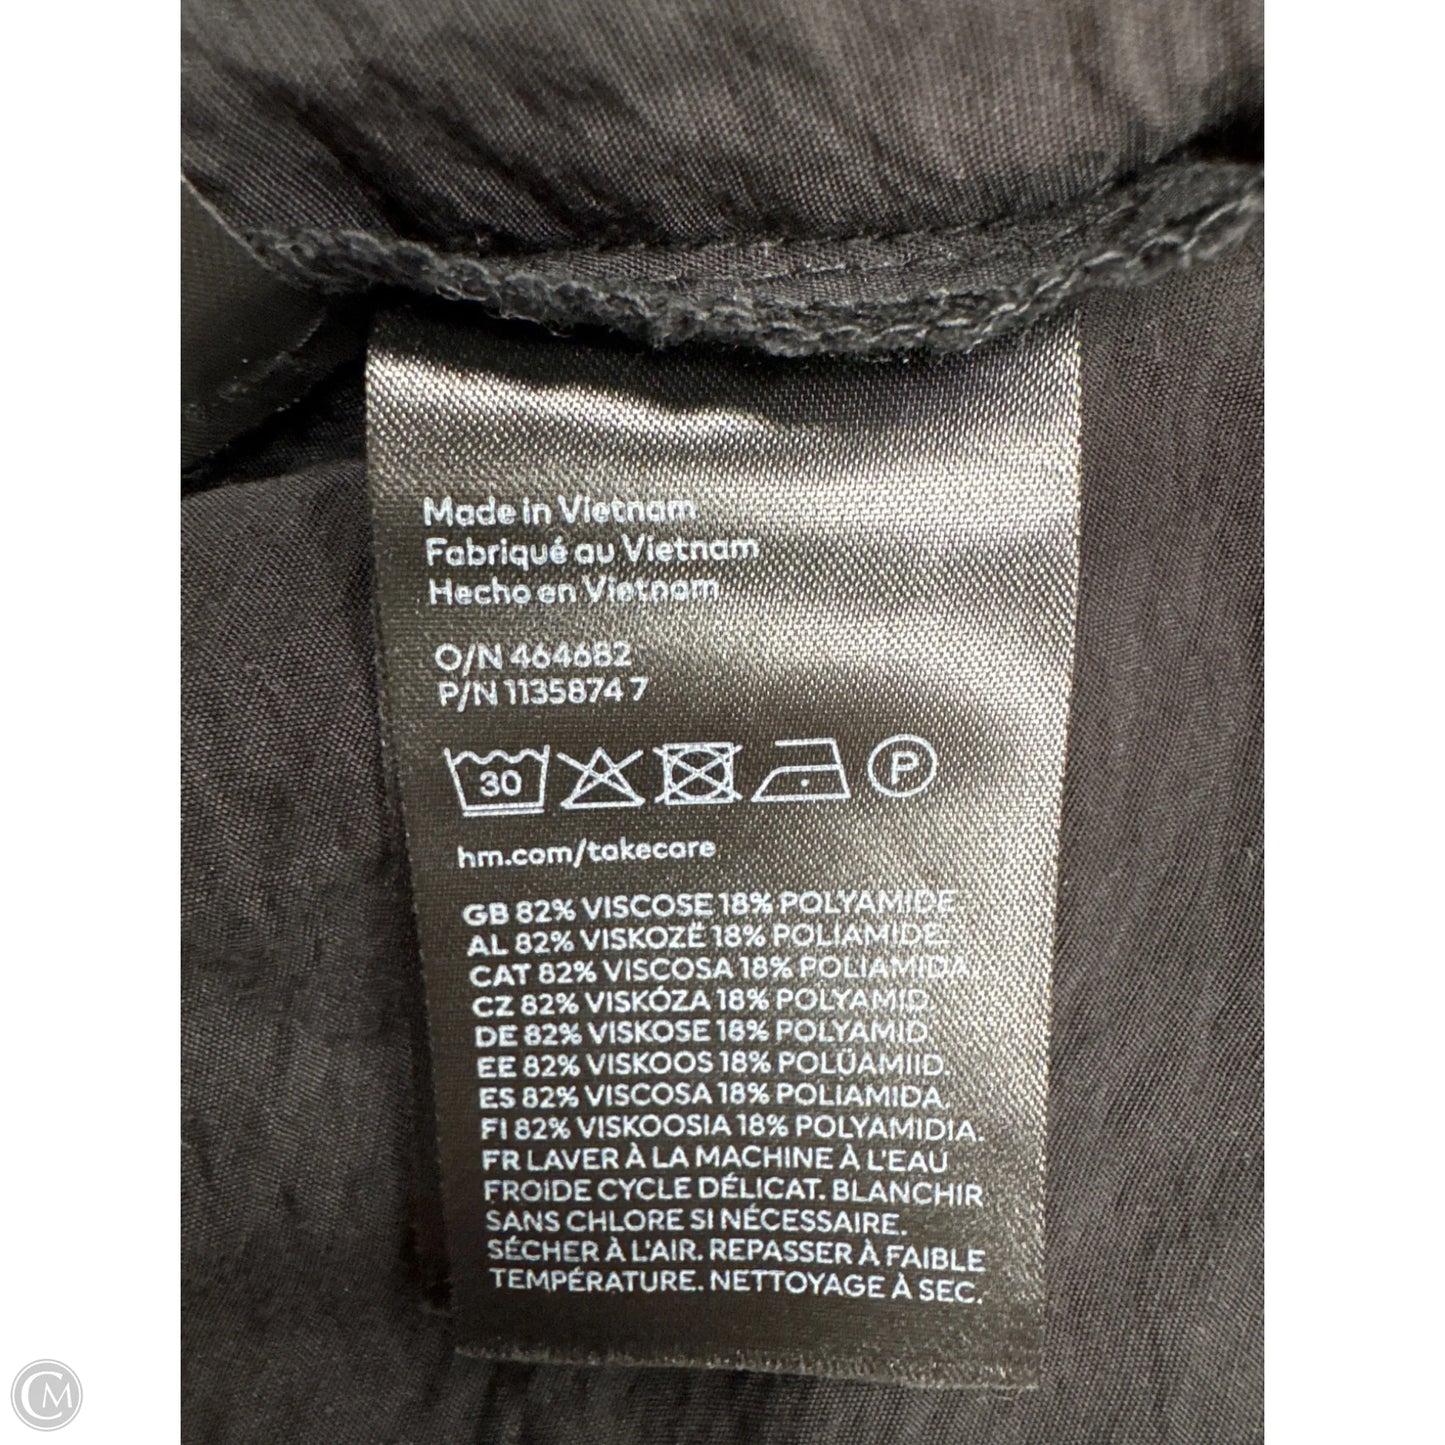 Made in Vietnam
Fabriqué au Vietnam
Hecho en Vietnam
O/N 464682
P/N 1135874 7
30 P
hm.com/takecare
GB 82% VISCOSE 18% POLYAMIDE
AL 82% VISKOZË 18% POLIAMIDE.
CAT 82% VISCOSA 18% POLIAMIDA.
CZ 82% VISKÓZA 18% POLYAMID.
DE 82% VISKOSE 18% POLYAMID.
EE 82% VISKOOS 18% POLÜAMIID.
ES 82% VISCOSA 18% POLIAMIDA.
FI 82% VISKOOSIA 18% POLYAMIDIA.
FR LAVER À LA MACHINE À L'EAU
FROIDE CYCLE DÉLICAT. BLANCHIR
SANS CHLORE SI NÉCESSAIRE.
SÉCHER À L'AIR. REPASSER À FAIBLE
TEMPÉRATURE. NETTOYAGE À SEC.
CM